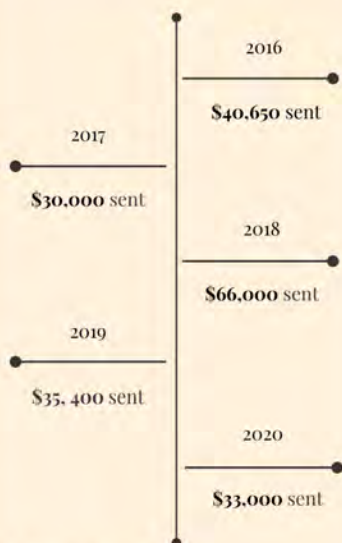 2016
$40,650 sent
2017
$30,000 sent
2018
$66,000 sent
2019
$35, 400 sent
2020
$33,000 sent